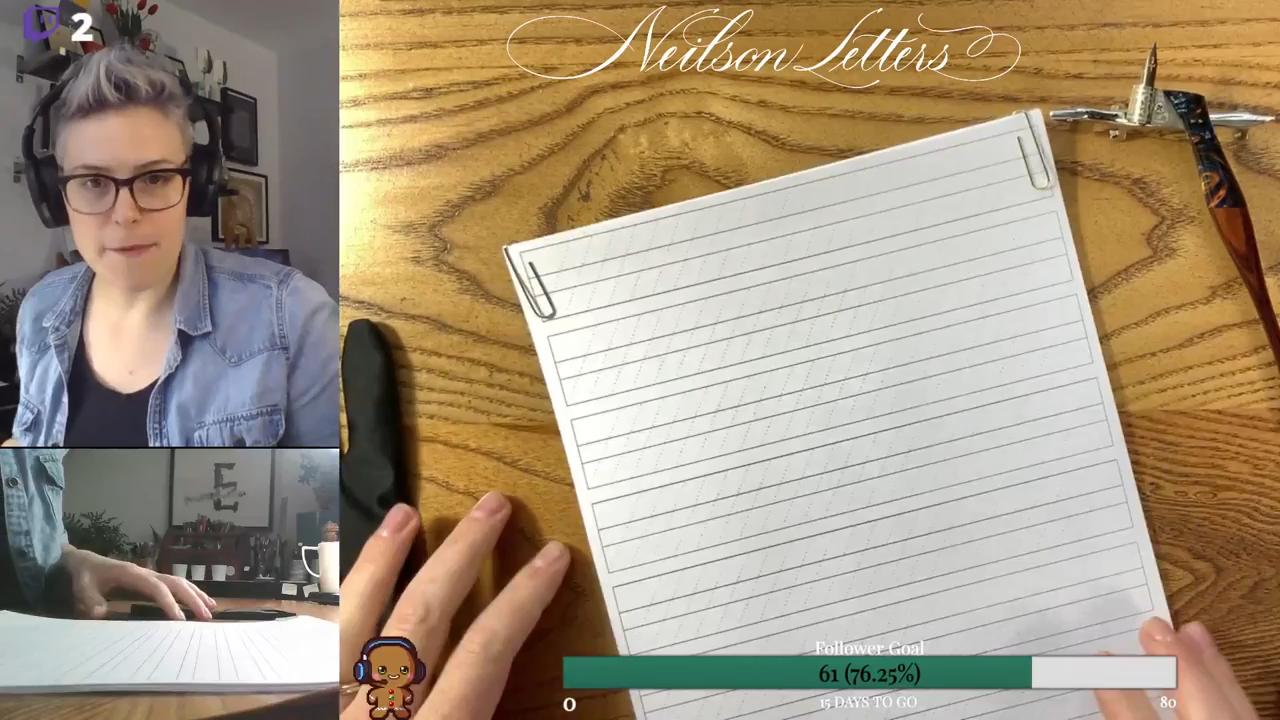 2
Neilson Letters
E
Follower Goal
61 (76.25%)
0
80
15 DAYS TO GO